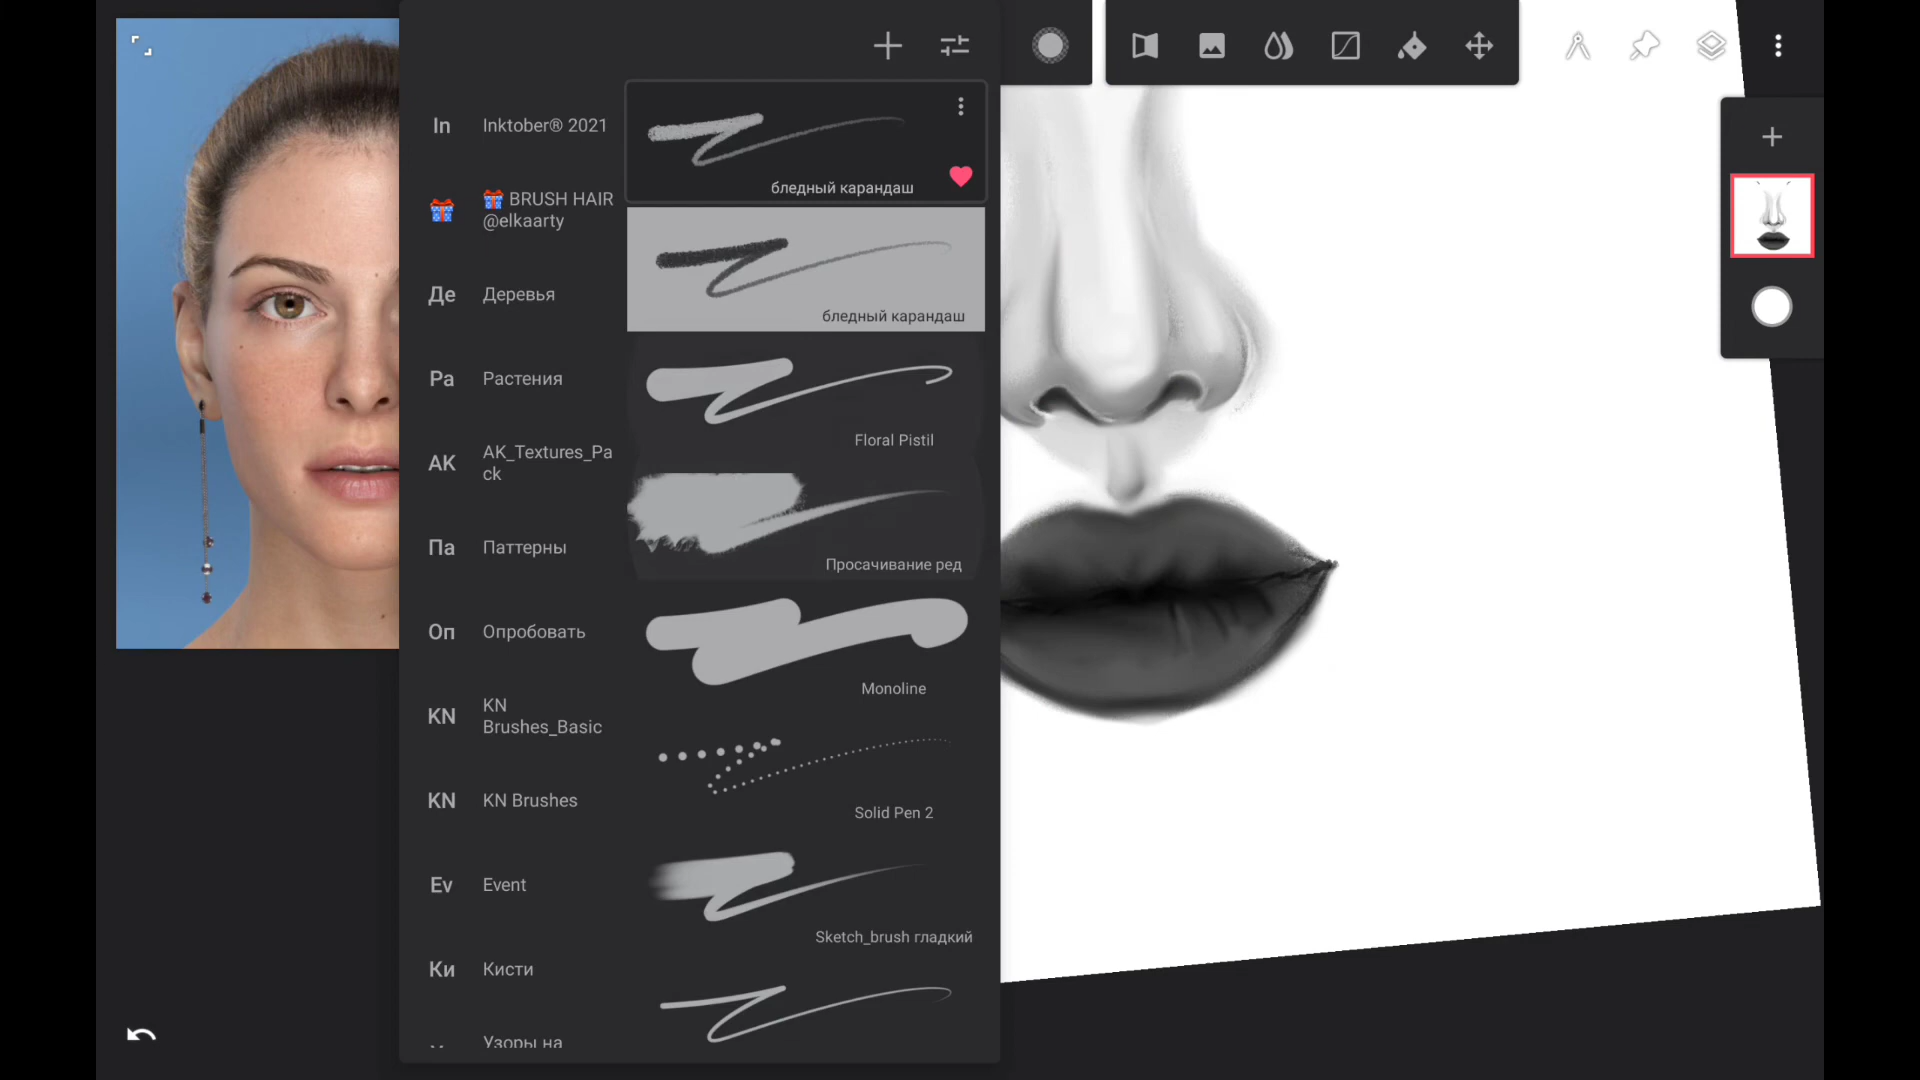 In Inktober® 2021
BRUSH HAIR
@elkaarty
Де Деревья
Ра Растения
AK AK_Textures_Pa
ck
Па Паттерны
Оп Опробовать
KN KN
Brushes_Basic
KN KN Brushes
Ev Event
Ки Кисти
Узоры на
бледный карандаш
бледный карандаш
Floral Pistil
Просачивание ред
Monoline
Solid Pen 2
Sketch_brush гладкий